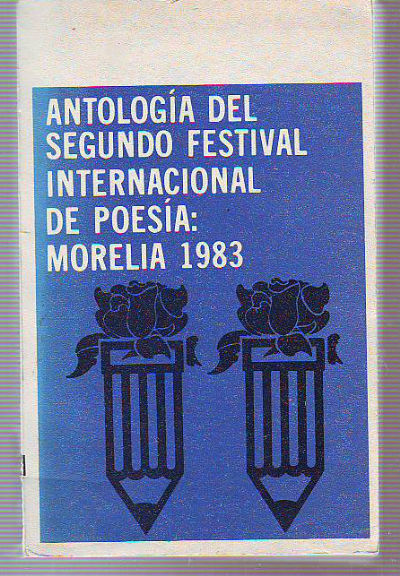 ANTOLOGÍA DEL
SEGUNDO FESTIVAL
INTERNACIONAL
DE POESÍA:
MORELIA 1983